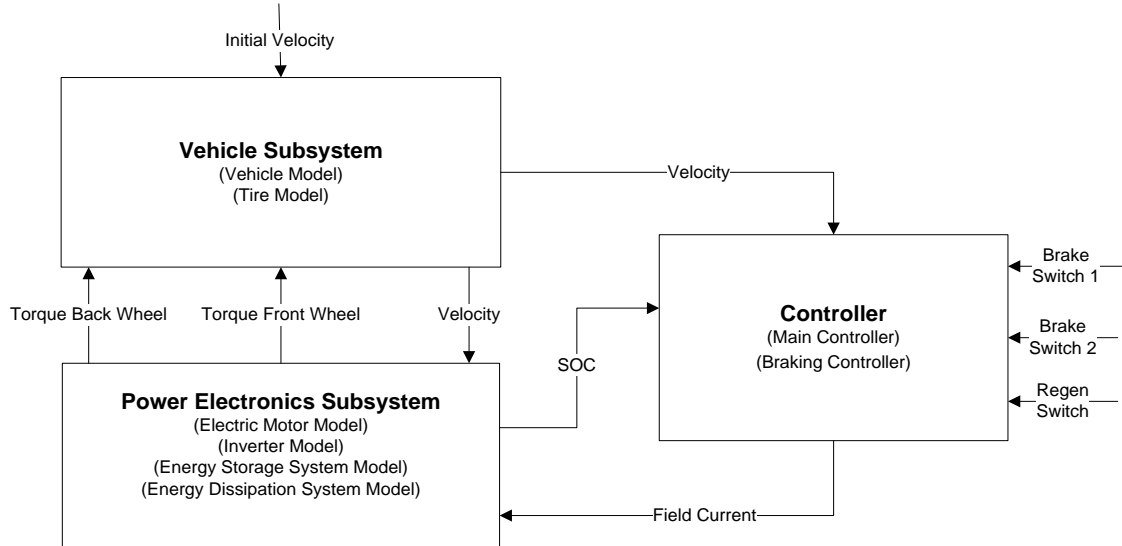 Initial Velocity
Vehicle Subsystem
(Vehicle Model)
(Tire Model)
Velocity
Torque Back Wheel
Torque Front Wheel
Velocity
SOC
Controller
(Main Controller)
(Braking Controller)
Brake
Switch 1
Brake
Switch 2
Regen
Switch
Power Electronics Subsystem
(Electric Motor Model)
(Inverter Model)
(Energy Storage System Model)
(Energy Dissipation System Model)
Field Current